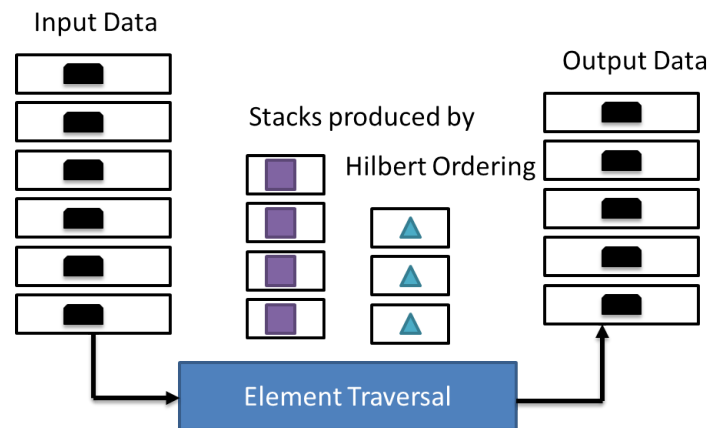 Input Data
Output Data
Stacks produced by
Hilbert Ordering
Element Traversal